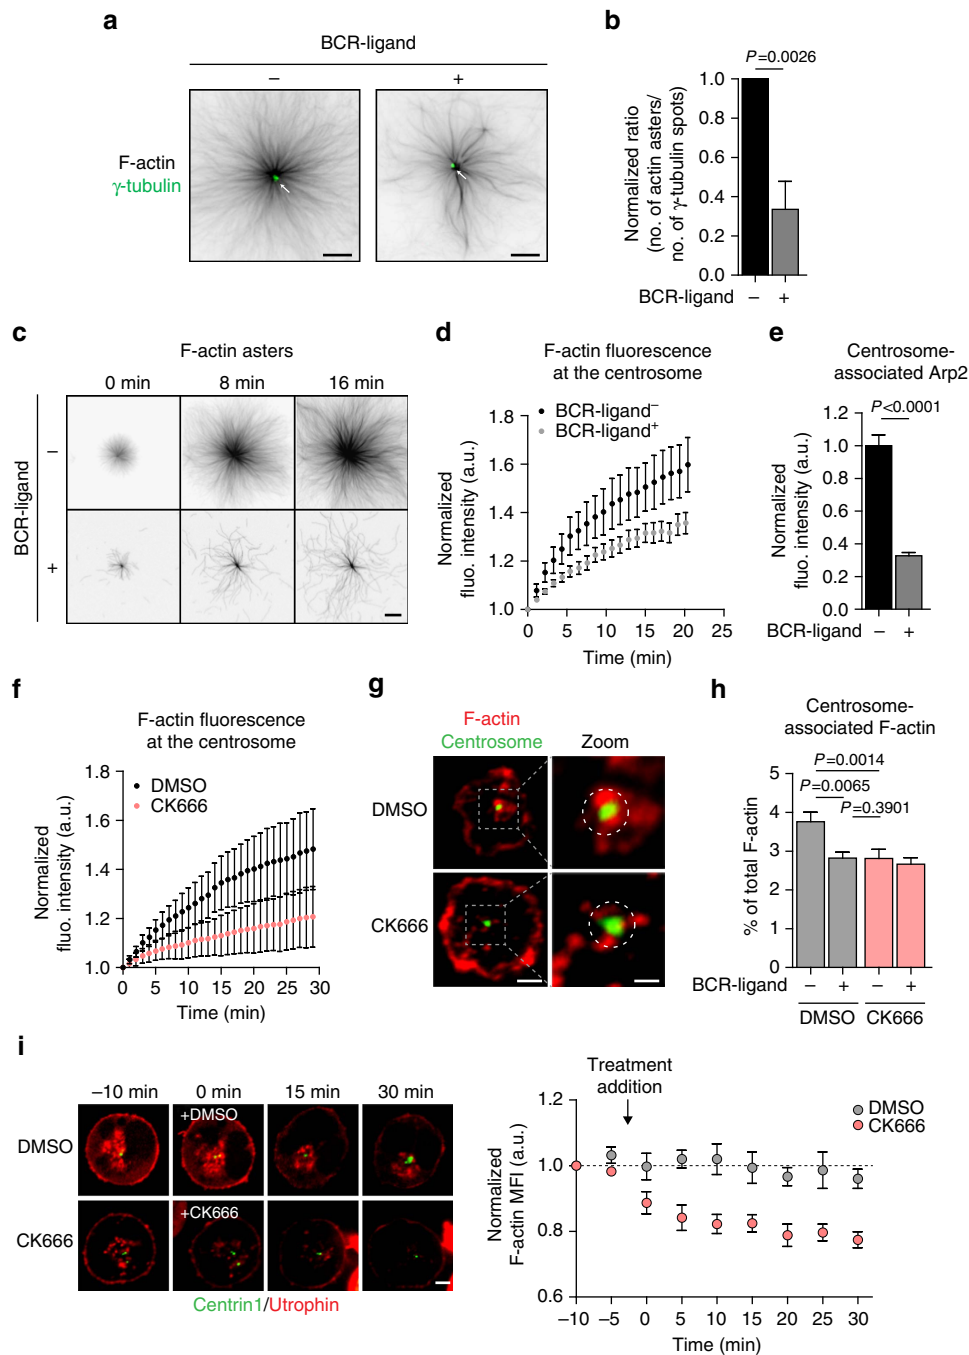 a
BCR-ligand
– +
F-actin
γ-tubulin
b
P=0.0026
Normalized ratio
(no. of actin asters/
no. of γ-tubulin spots)
1.0
0.8
0.6
0.4
0.2
0.0
BCR-ligand – +
c
F-actin asters
0 min 8 min 16 min
BCR-ligand
–
+
d
F-actin fluorescence
at the centrosome
BCR-ligand–
BCR-ligand+
Normalized
fluo. intensity (a.u.)
1.8
1.6
1.4
1.2
1.0
0 5 10 15 20 25
Time (min)
e
Centrosome-
associated Arp2
P<0.0001
Normalized
fluo. intensity (a.u.)
1.2
1.0
0.8
0.6
0.4
0.2
0.0
BCR-ligand – +
f
F-actin fluorescence
at the centrosome
DMSO
CK666
Normalized
fluo. intensity (a.u.)
1.8
1.6
1.4
1.2
1.0
0 5 10 15 20 25 30
Time (min)
g
F-actin
Centrosome
Zoom
DMSO
CK666
h
Centrosome-
associated F-actin
P=0.0014
P=0.0065
P=0.3901
% of total F-actin
5
4
3
2
1
0
BCR-ligand – + – +
DMSO CK666
i
–10 min 0 min 15 min 30 min
+DMSO
DMSO
+CK666
CK666
Centrin1/Utrophin
Treatment
addition
DMSO
CK666
Normalized
F-actin MFI (a.u.)
1.2
1.0
0.8
0.6
–10 –5 0 5 10 15 20 25 30
Time (min)